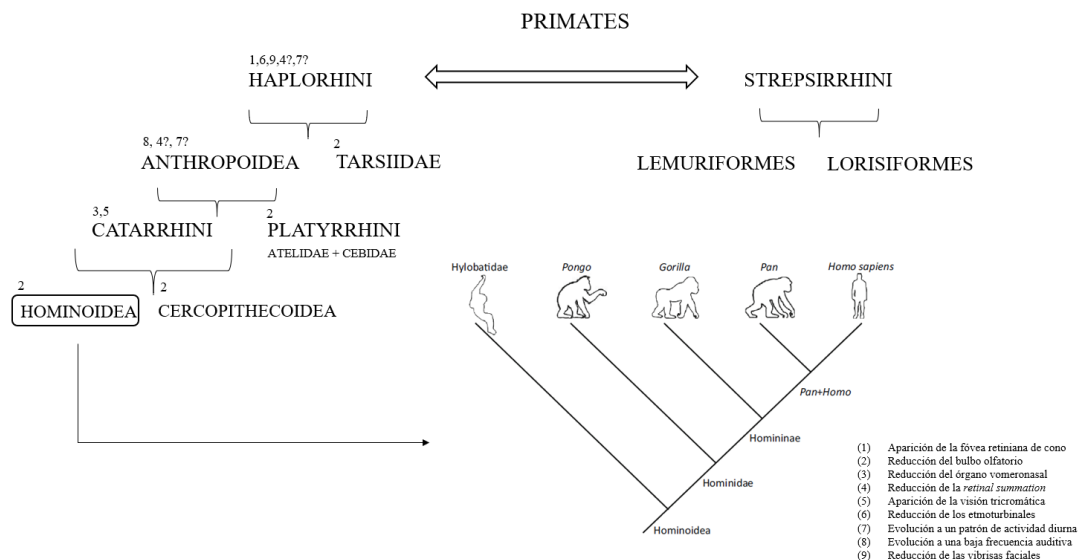 PRIMATES
1,6,9,4?,7?
HAPLORHINI
STREPSIRRHINI
8, 4?, 7?
ANTHROPOIDEA
2
TARSIIDAE
LEMURIFORMES
LORISIFORMES
3,5
CATARRHINI
2
PLATYRRHINI
ATELIDAE + CEBIDAE
2
HOMINOIDEA
2
CERCOPITHECOIDEA
Hylobatidae
Pongo
Gorilla
Pan
Homo sapiens
Pan+Homo
Homininae
Hominidae
Hominoidea
(1) Aparición de la fóvea retiniana de cono
(2) Reducción del bulbo olfatorio
(3) Reducción del órgano vomeronasal
(4) Reducción de la retinal summation
(5) Aparición de la visión tricromática
(6) Reducción de los etmoturbinales
(7) Evolución a un patrón de actividad diurna
(8) Evolución a una baja frecuencia auditiva
(9) Reducción de las vibrisas faciales